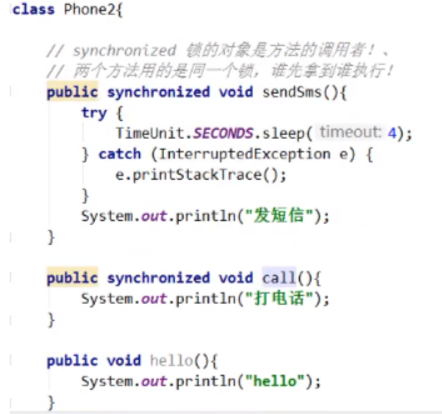 class Phone2{
// synchronized 锁的对象是方法的调用者！、
// 两个方法用的是同一个锁，谁先拿到谁执行！
public synchronized void sendSms(){
try {
TimeUnit.SECONDS.sleep( timeout: 4);
} catch (InterruptedException e) {
e.printStackTrace();
}
System.out.println("发短信");
}
public synchronized void call(){
System.out.println("打电话");
}
public void hello(){
System.out.println("hello");
}